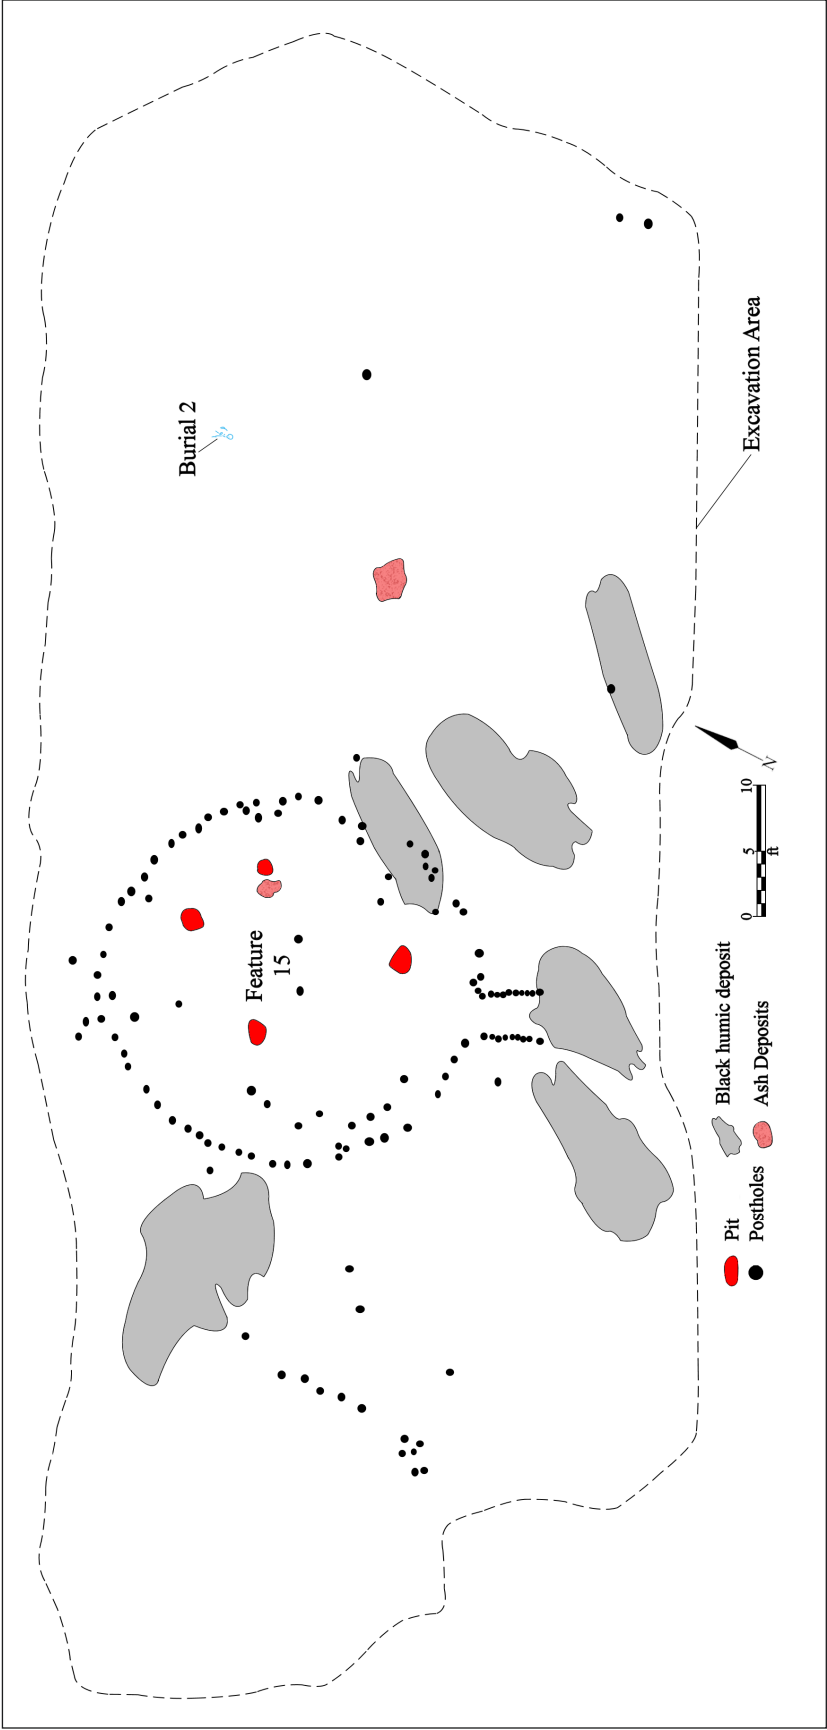 Burial 2
Excavation Area
Feature
15
N
0 5 10
ft
Black humic deposit
Ash Deposits
Pit
Postholes